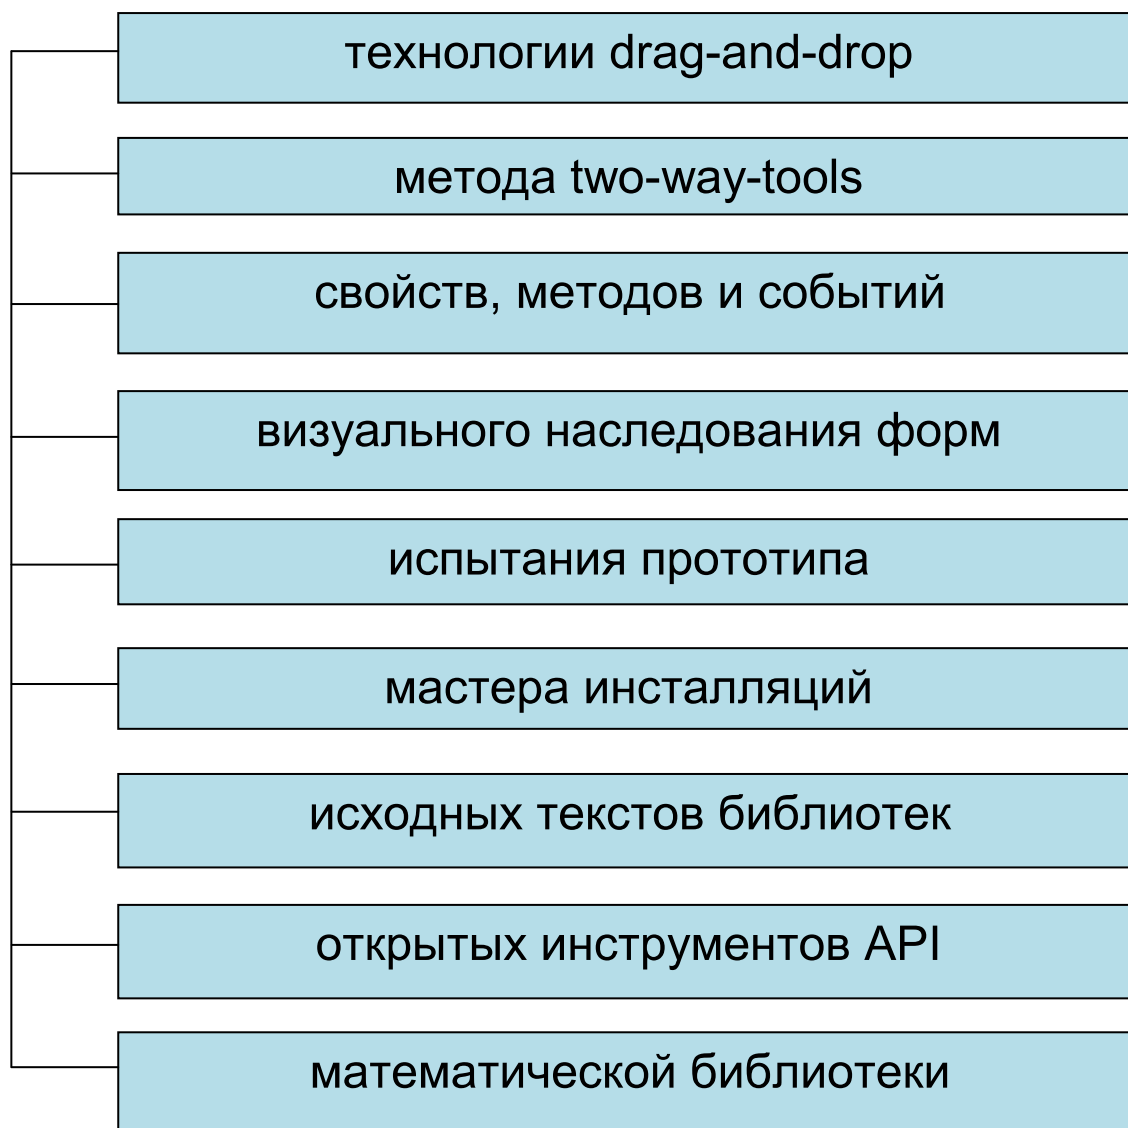 технологии drag-and-drop
метода two-way-tools
свойств, методов и событий
визуального наследования форм
испытания прототипа
мастера инсталляций
исходных текстов библиотек
открытых инструментов API
математической библиотеки